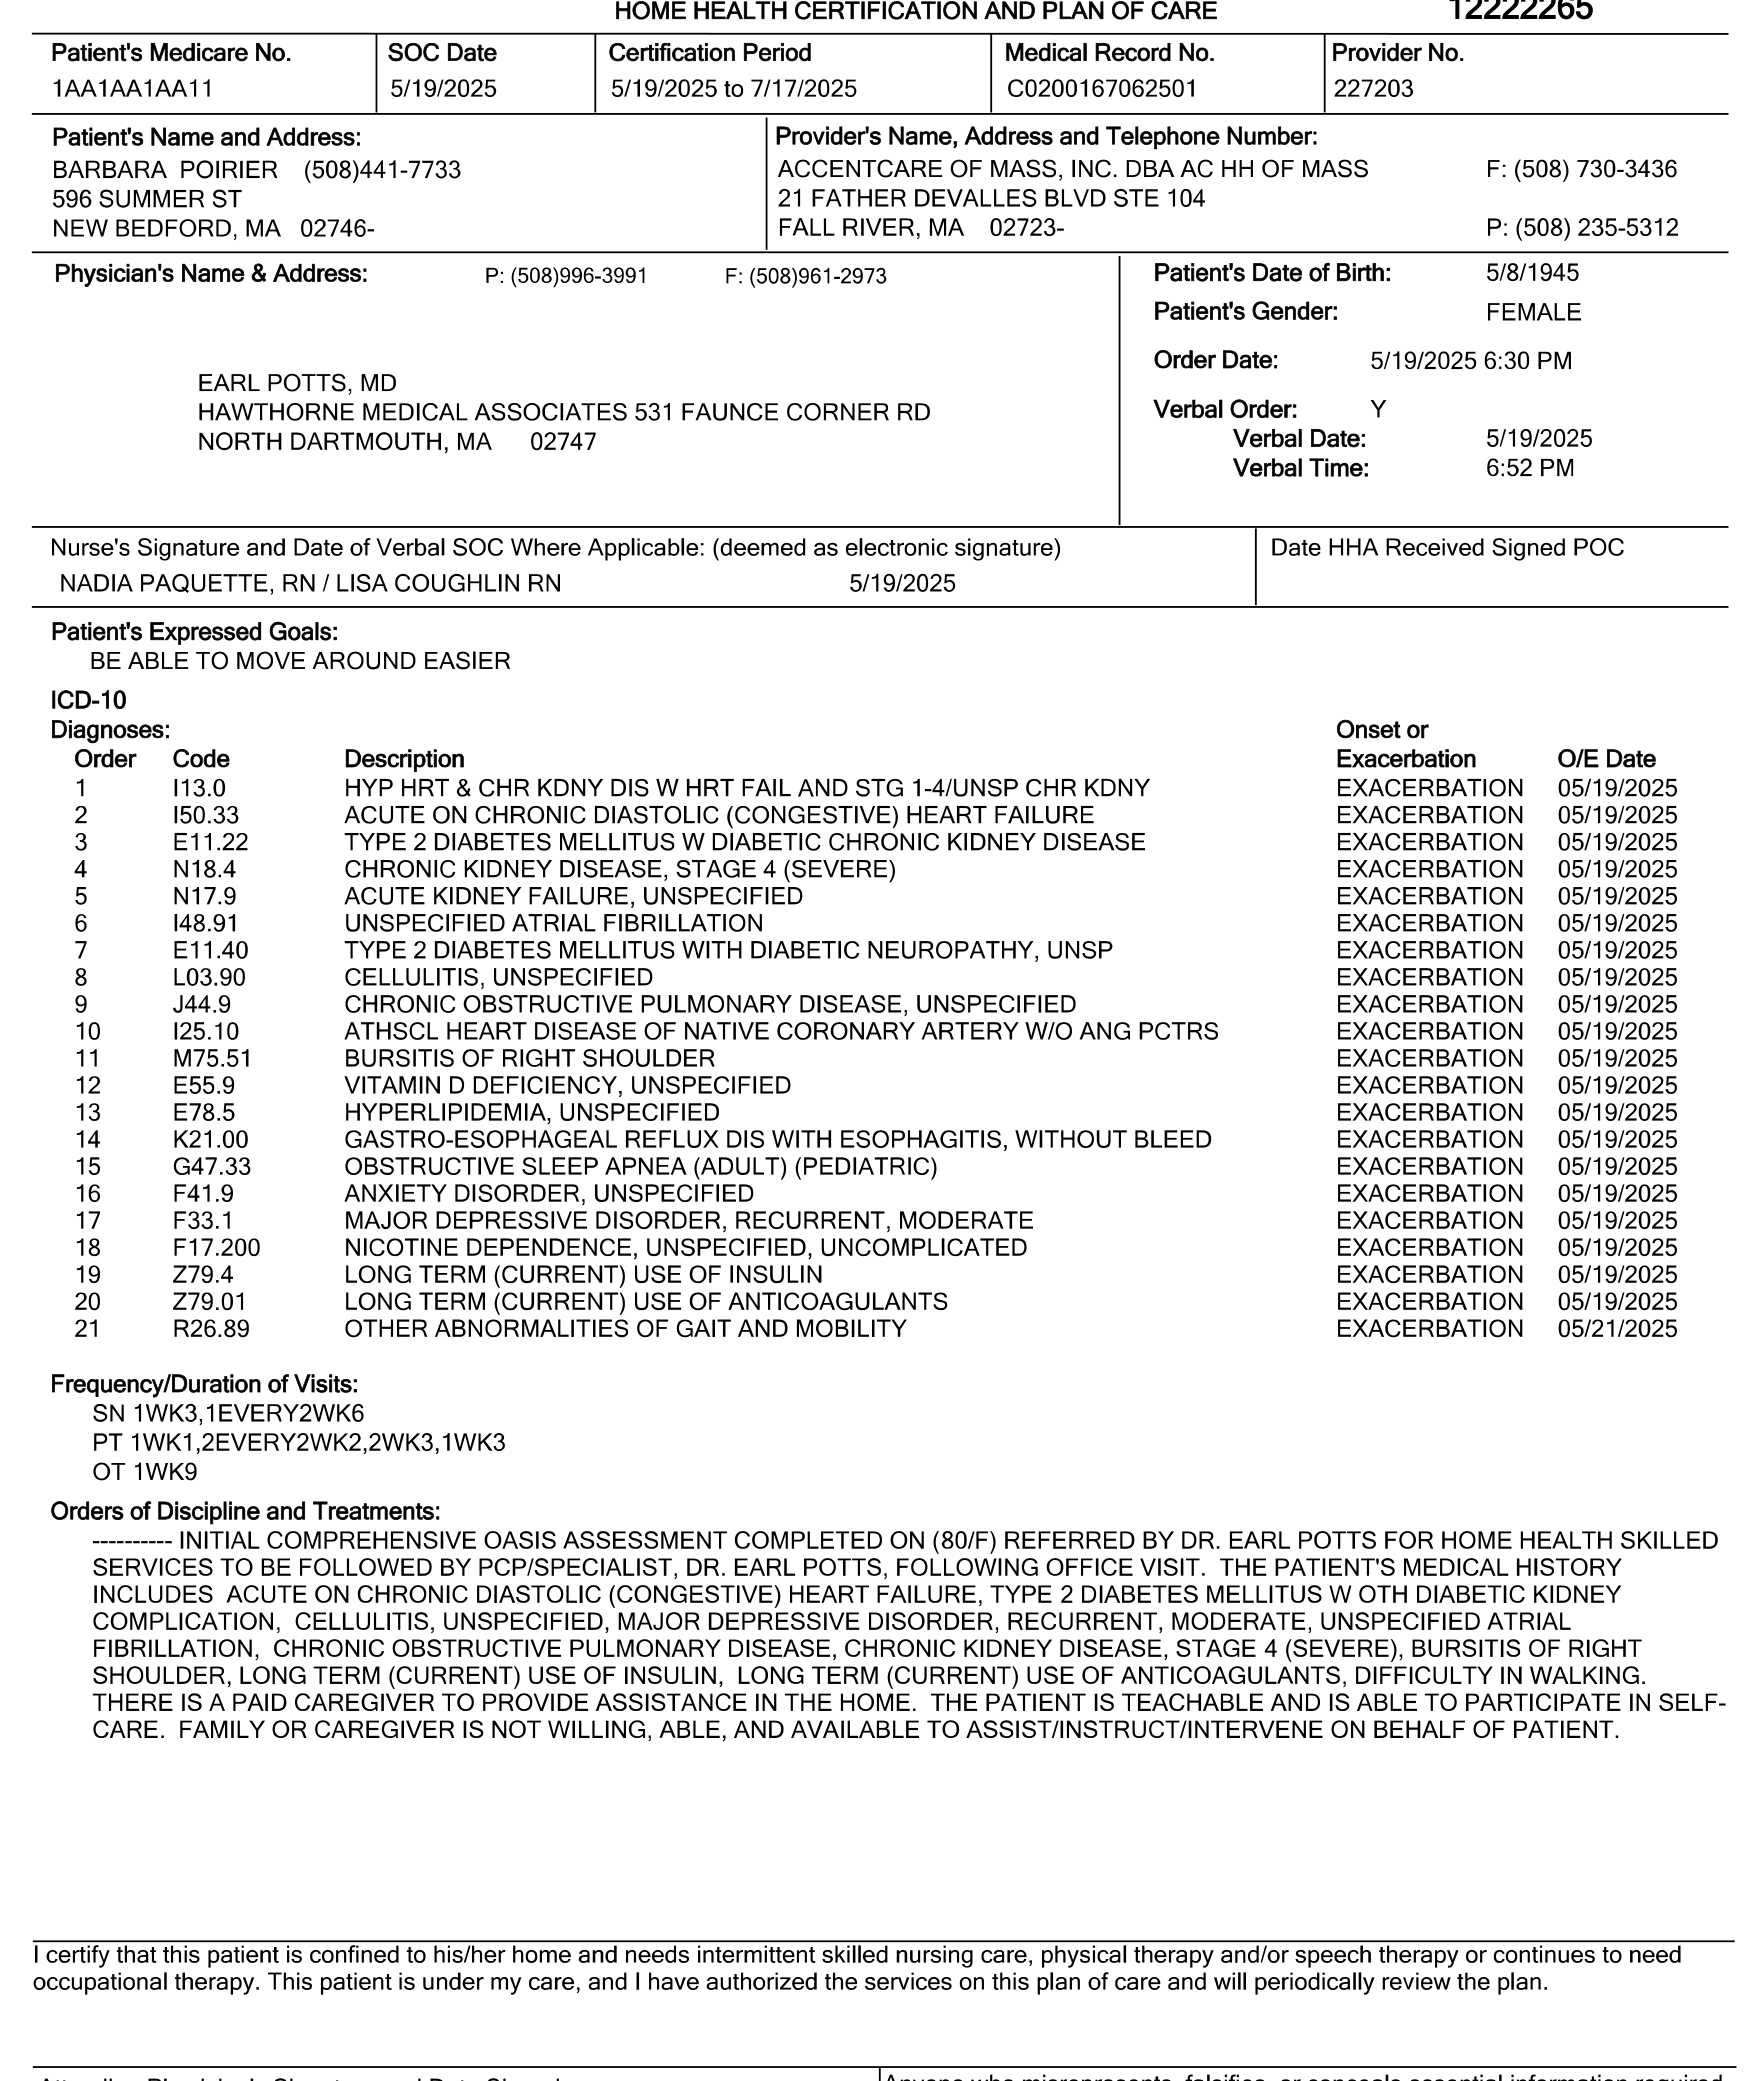 HOME HEALTH CERTIFICATION AND PLAN OF CARE 12222265
Patient's Medicare No. SOC Date Certification Period Medical Record No. Provider No.
1AA1AA1AA11 5/19/2025 5/19/2025 to 7/17/2025 C0200167062501 227203
Patient's Name and Address: Provider's Name, Address and Telephone Number:
BARBARA POIRIER (508)441-7733 ACCENTCARE OF MASS, INC. DBA AC HH OF MASS F: (508) 730-3436
596 SUMMER ST 21 FATHER DEVALLES BLVD STE 104
NEW BEDFORD, MA 02746- FALL RIVER, MA 02723- P: (508) 235-5312
Physician's Name & Address: P: (508)996-3991 F: (508)961-2973 Patient's Date of Birth: 5/8/1945
Patient's Gender: FEMALE
Order Date: 5/19/2025 6:30 PM
EARL POTTS, MD
HAWTHORNE MEDICAL ASSOCIATES 531 FAUNCE CORNER RD Verbal Order: Y
NORTH DARTMOUTH, MA 02747 Verbal Date: 5/19/2025
Verbal Time: 6:52 PM
Nurse's Signature and Date of Verbal SOC Where Applicable: (deemed as electronic signature) Date HHA Received Signed POC
NADIA PAQUETTE, RN / LISA COUGHLIN RN 5/19/2025
Patient's Expressed Goals:
BE ABLE TO MOVE AROUND EASIER
ICD-10
Diagnoses: Onset or
Order Code Description Exacerbation O/E Date
1 I13.0 HYP HRT & CHR KDNY DIS W HRT FAIL AND STG 1-4/UNSP CHR KDNY EXACERBATION 05/19/2025
2 I50.33 ACUTE ON CHRONIC DIASTOLIC (CONGESTIVE) HEART FAILURE EXACERBATION 05/19/2025
3 E11.22 TYPE 2 DIABETES MELLITUS W DIABETIC CHRONIC KIDNEY DISEASE EXACERBATION 05/19/2025
4 N18.4 CHRONIC KIDNEY DISEASE, STAGE 4 (SEVERE) EXACERBATION 05/19/2025
5 N17.9 ACUTE KIDNEY FAILURE, UNSPECIFIED EXACERBATION 05/19/2025
6 I48.91 UNSPECIFIED ATRIAL FIBRILLATION EXACERBATION 05/19/2025
7 E11.40 TYPE 2 DIABETES MELLITUS WITH DIABETIC NEUROPATHY, UNSP EXACERBATION 05/19/2025
8 L03.90 CELLULITIS, UNSPECIFIED EXACERBATION 05/19/2025
9 J44.9 CHRONIC OBSTRUCTIVE PULMONARY DISEASE, UNSPECIFIED EXACERBATION 05/19/2025
10 I25.10 ATHSCL HEART DISEASE OF NATIVE CORONARY ARTERY W/O ANG PCTRS EXACERBATION 05/19/2025
11 M75.51 BURSITIS OF RIGHT SHOULDER EXACERBATION 05/19/2025
12 E55.9 VITAMIN D DEFICIENCY, UNSPECIFIED EXACERBATION 05/19/2025
13 E78.5 HYPERLIPIDEMIA, UNSPECIFIED EXACERBATION 05/19/2025
14 K21.00 GASTRO-ESOPHAGEAL REFLUX DIS WITH ESOPHAGITIS, WITHOUT BLEED EXACERBATION 05/19/2025
15 G47.33 OBSTRUCTIVE SLEEP APNEA (ADULT) (PEDIATRIC) EXACERBATION 05/19/2025
16 F41.9 ANXIETY DISORDER, UNSPECIFIED EXACERBATION 05/19/2025
17 F33.1 MAJOR DEPRESSIVE DISORDER, RECURRENT, MODERATE EXACERBATION 05/19/2025
18 F17.200 NICOTINE DEPENDENCE, UNSPECIFIED, UNCOMPLICATED EXACERBATION 05/19/2025
19 Z79.4 LONG TERM (CURRENT) USE OF INSULIN EXACERBATION 05/19/2025
20 Z79.01 LONG TERM (CURRENT) USE OF ANTICOAGULANTS EXACERBATION 05/19/2025
21 R26.89 OTHER ABNORMALITIES OF GAIT AND MOBILITY EXACERBATION 05/21/2025
Frequency/Duration of Visits:
SN 1WK3,1EVERY2WK6
PT 1WK1,2EVERY2WK2,2WK3,1WK3
OT 1WK9
Orders of Discipline and Treatments:
---------- INITIAL COMPREHENSIVE OASIS ASSESSMENT COMPLETED ON (80/F) REFERRED BY DR. EARL POTTS FOR HOME HEALTH SKILLED
SERVICES TO BE FOLLOWED BY PCP/SPECIALIST, DR. EARL POTTS, FOLLOWING OFFICE VISIT. THE PATIENT'S MEDICAL HISTORY
INCLUDES ACUTE ON CHRONIC DIASTOLIC (CONGESTIVE) HEART FAILURE, TYPE 2 DIABETES MELLITUS W OTH DIABETIC KIDNEY
COMPLICATION, CELLULITIS, UNSPECIFIED, MAJOR DEPRESSIVE DISORDER, RECURRENT, MODERATE, UNSPECIFIED ATRIAL
FIBRILLATION, CHRONIC OBSTRUCTIVE PULMONARY DISEASE, CHRONIC KIDNEY DISEASE, STAGE 4 (SEVERE), BURSITIS OF RIGHT
SHOULDER, LONG TERM (CURRENT) USE OF INSULIN, LONG TERM (CURRENT) USE OF ANTICOAGULANTS, DIFFICULTY IN WALKING.
THERE IS A PAID CAREGIVER TO PROVIDE ASSISTANCE IN THE HOME. THE PATIENT IS TEACHABLE AND IS ABLE TO PARTICIPATE IN SELF-
CARE. FAMILY OR CAREGIVER IS NOT WILLING, ABLE, AND AVAILABLE TO ASSIST/INSTRUCT/INTERVENE ON BEHALF OF PATIENT.
I certify that this patient is confined to his/her home and needs intermittent skilled nursing care, physical therapy and/or speech therapy or continues to need
occupational therapy. This patient is under my care, and I have authorized the services on this plan of care and will periodically review the plan.
Anyone who misrepresents, falsifies, or conceals essential information required